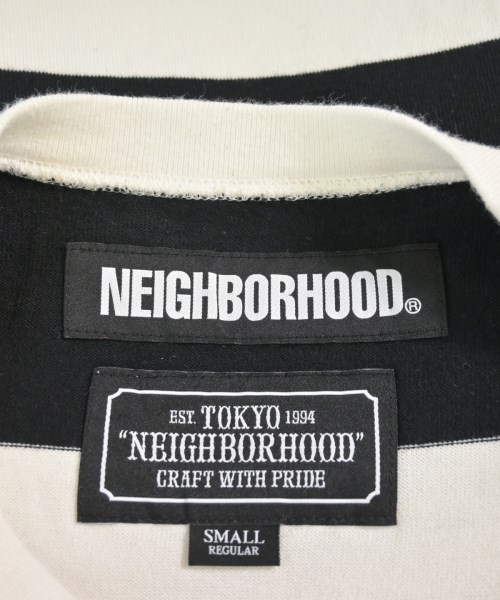 NEIGHBORHOOD®
EST. TOKYO 1994
"NEIGHBORHOOD"
CRAFT WITH PRIDE
SMALL
REGULAR